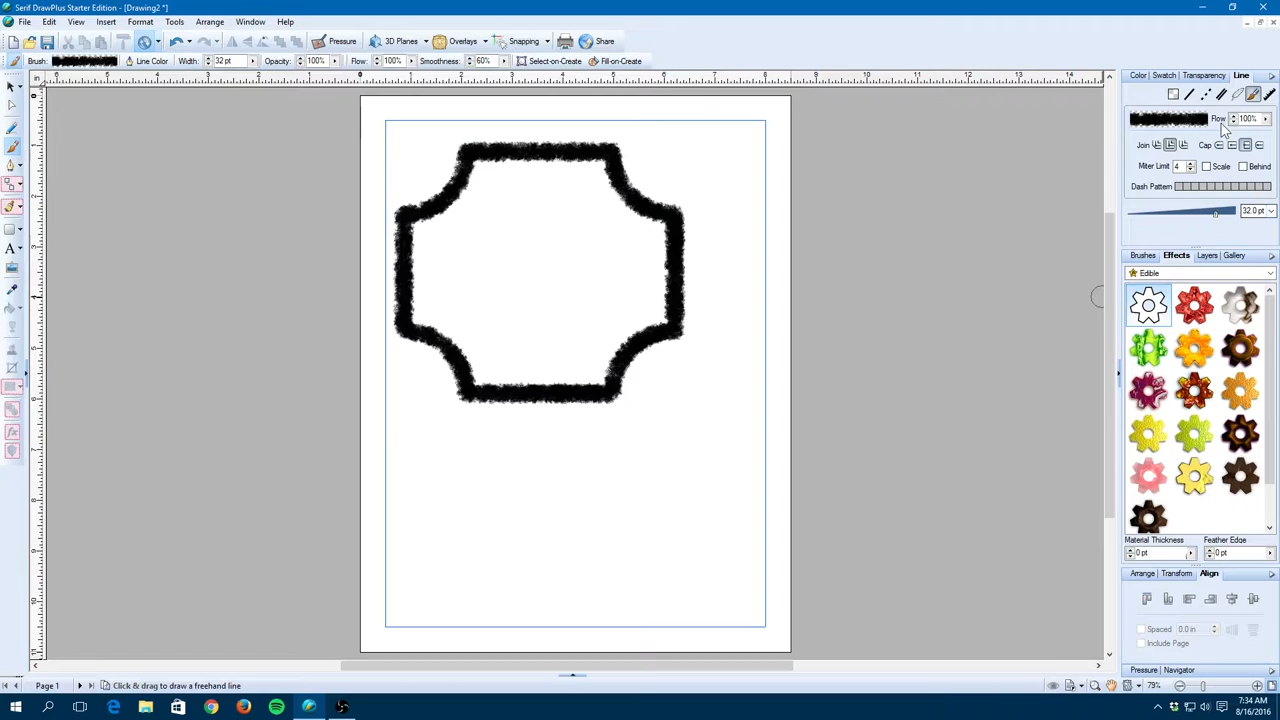 Serif DrawPlus Starter Edition - [Drawing2 *]
File Edit View Insert Format Tools Arrange Window Help
Pressure 3D Planes Overlays Snapping Share
Brush: Line Color Width: 32 pt Opacity: 100% Flow: 100% Smoothness: 60% Select-on-Create Fill-on-Create
Color Swatch Transparency Line
Flow 100%
Join Cap
Miter Limit 4 Scale Behind
Dash Pattern
32.0 pt
Brushes Effects Layers Gallery
Edible
Material Thickness Feather Edge
0 pt 0 pt
Arrange Transform Align
Spaced 0.0 in
Include Page
Pressure Navigator
Page 1 Click & drag to draw a freehand line 79%
7:34 AM
8/16/2016